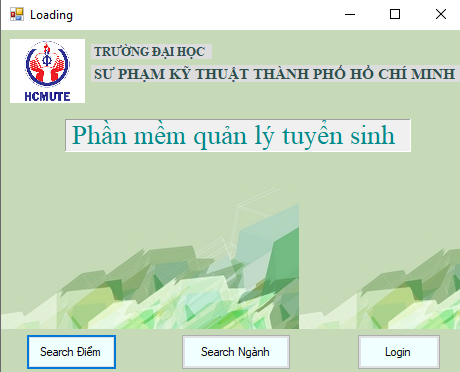 Loading
TRƯỜNG ĐẠI HỌC
SƯ PHẠM KỸ THUẬT THÀNH PHỐ HỒ CHÍ MINH
HCMUTE
Phần mềm quản lý tuyển sinh
Search Điểm
Search Ngành
Login